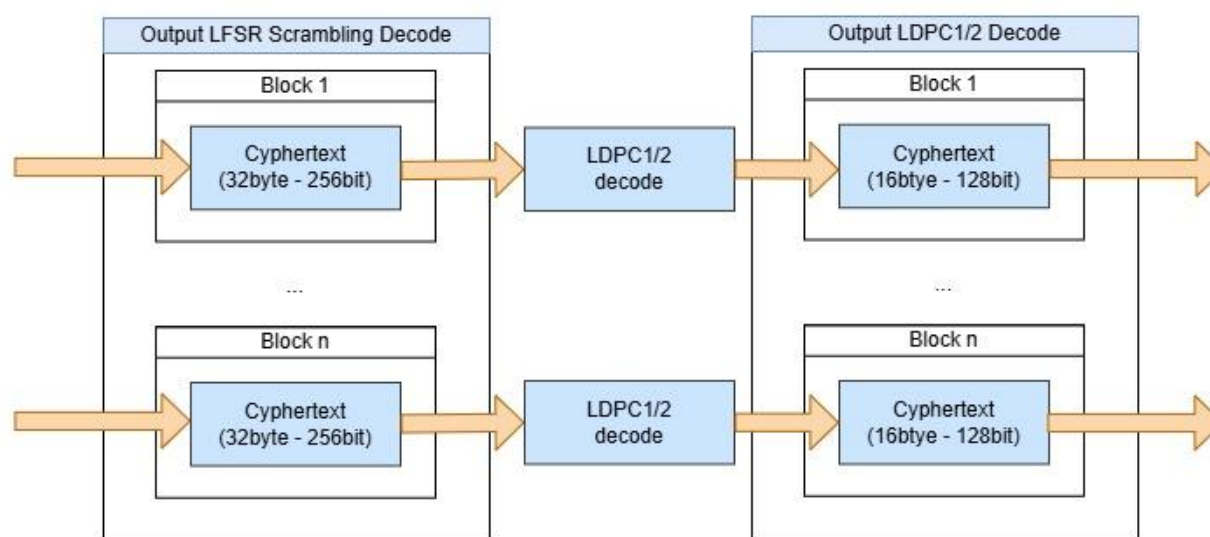 Output LFSR Scrambling Decode
Output LDPC1/2 Decode
Block 1
Block 1
Cyphertext
(32byte - 256bit)
LDPC1/2
decode
Cyphertext
(16btye - 128bit)
...
...
Block n
Block n
Cyphertext
(32byte - 256bit)
LDPC1/2
decode
Cyphertext
(16btye - 128bit)